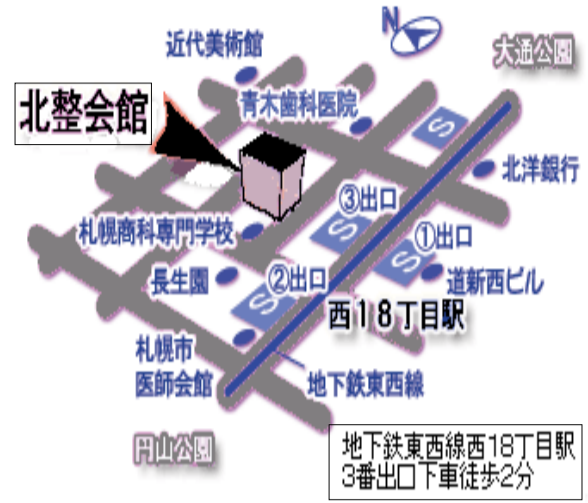 N
大通公園
近代美術館
北整会館
青木歯科医院
S
北洋銀行
③出口
S
①出口
S
札幌商科専門学校
道新西ビル
長生園
②出口
S
西18丁目駅
札幌市
医師会館
地下鉄東西線
円山公園
地下鉄東西線西18丁目駅
3番出口下車徒歩2分